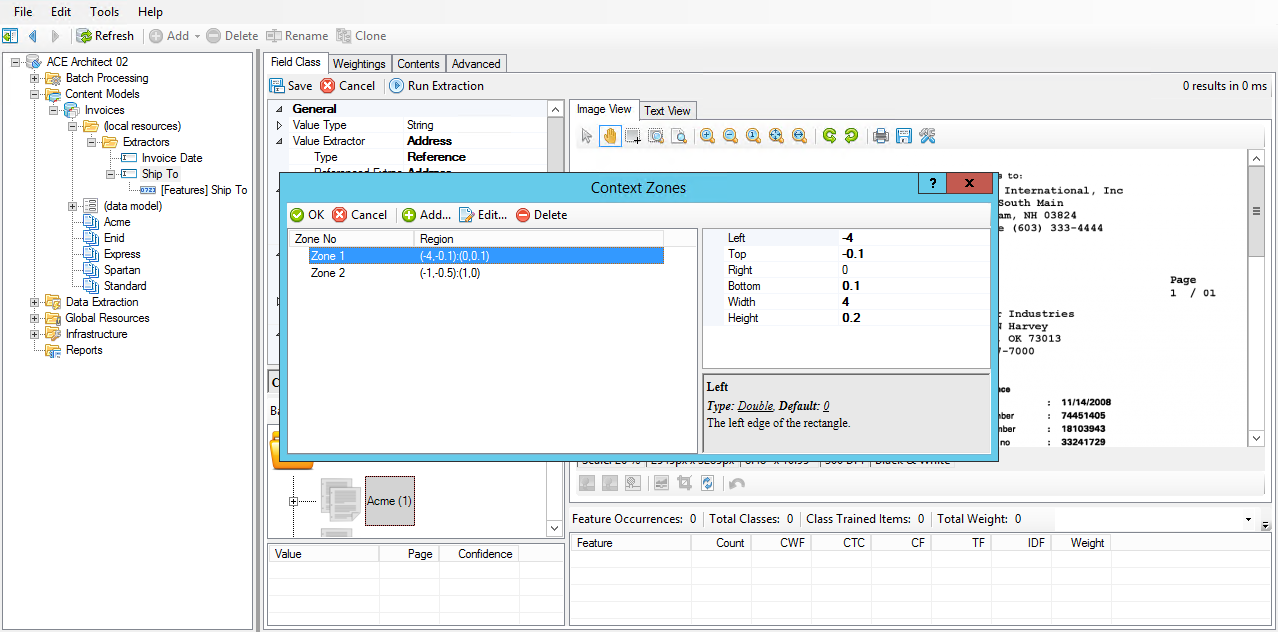 File Edit Tools Help
Refresh Add Delete Rename Clone
ACE Architect 02
Batch Processing
Content Models
Invoices
(local resources)
Extractors
Invoice Date
Ship To
[Features] Ship To
(data model)
Acme
Enid
Express
Spartan
Standard
Data Extraction
Global Resources
Infrastructure
Reports
Field Class Weightings Contents Advanced
Save Cancel Run Extraction 0 results in 0 ms
General
Value Type String
Value Extractor Address
Type Reference
Image View Text View
to:
International, Inc
South Main
NH 03824
(603) 333-4444
Page
1 / 01
Industries
Harvey
OK 73013
-7000
: 11/14/2008
: 74451405
: 18103943
no : 33241729
Context Zones ? x
OK Cancel Add... Edit... Delete
Zone No Region
Zone 1 (-4,-0.1):(0,0.1)
Zone 2 (-1,-0.5):(1,0)
Left -4
Top -0.1
Right 0
Bottom 0.1
Width 4
Height 0.2
Left
Type: Double, Default: 0
The left edge of the rectangle.
Acme (1)
Value Page Confidence
Feature Occurrences: 0 Total Classes: 0 Class Trained Items: 0 Total Weight: 0
Feature Count CWF CTC CF TF IDF Weight